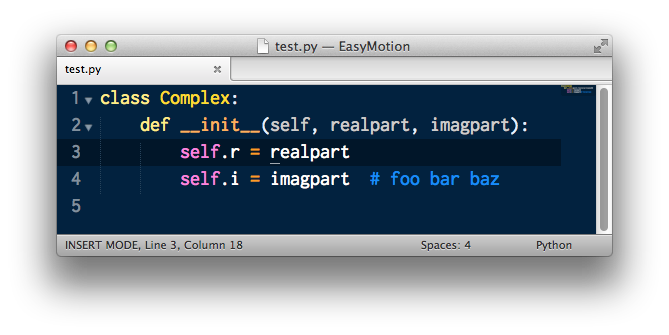 test.py — EasyMotion
test.py
1 class Complex:
2 def __init__(self, realpart, imagpart):
3 self.r = realpart
4 self.i = imagpart  # foo bar baz
5
INSERT MODE, Line 3, Column 18 Spaces: 4 Python